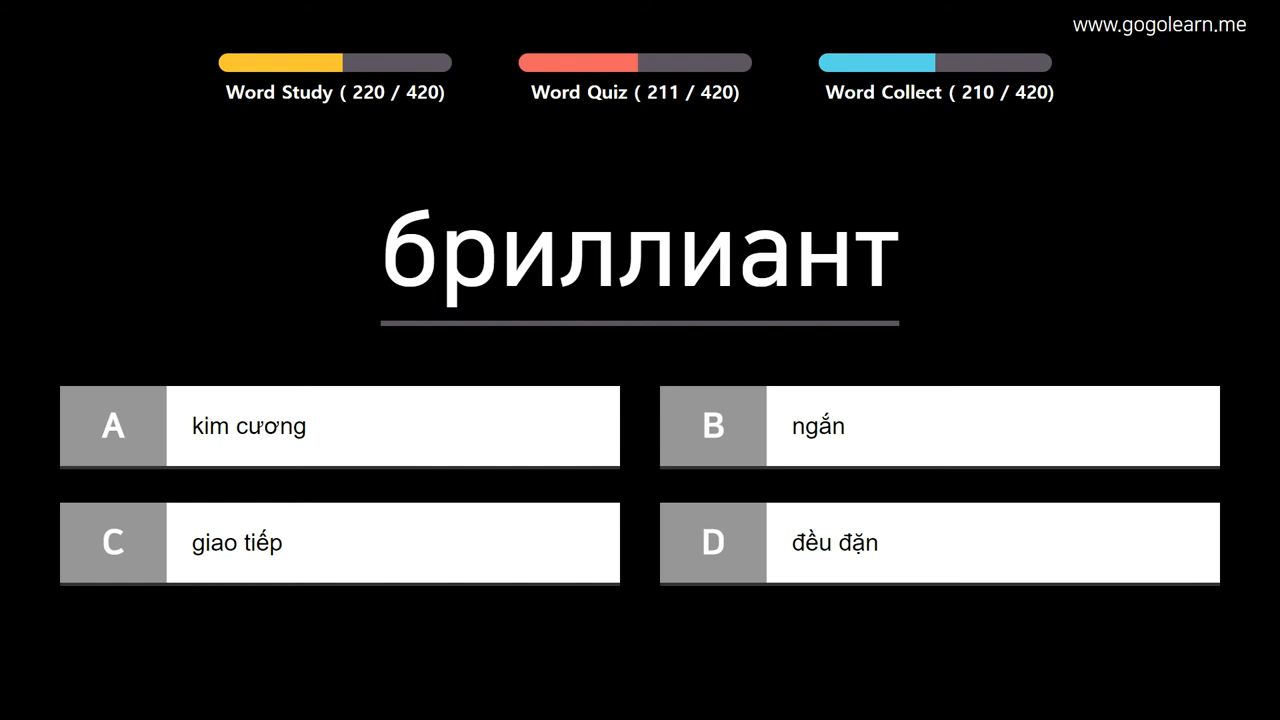 www.gogolearn.me
Word Study ( 220 / 420)
Word Quiz ( 211 / 420)
Word Collect ( 210 / 420)
бриллиант
A kim cương
B ngắn
C giao tiếp
D đều đặn